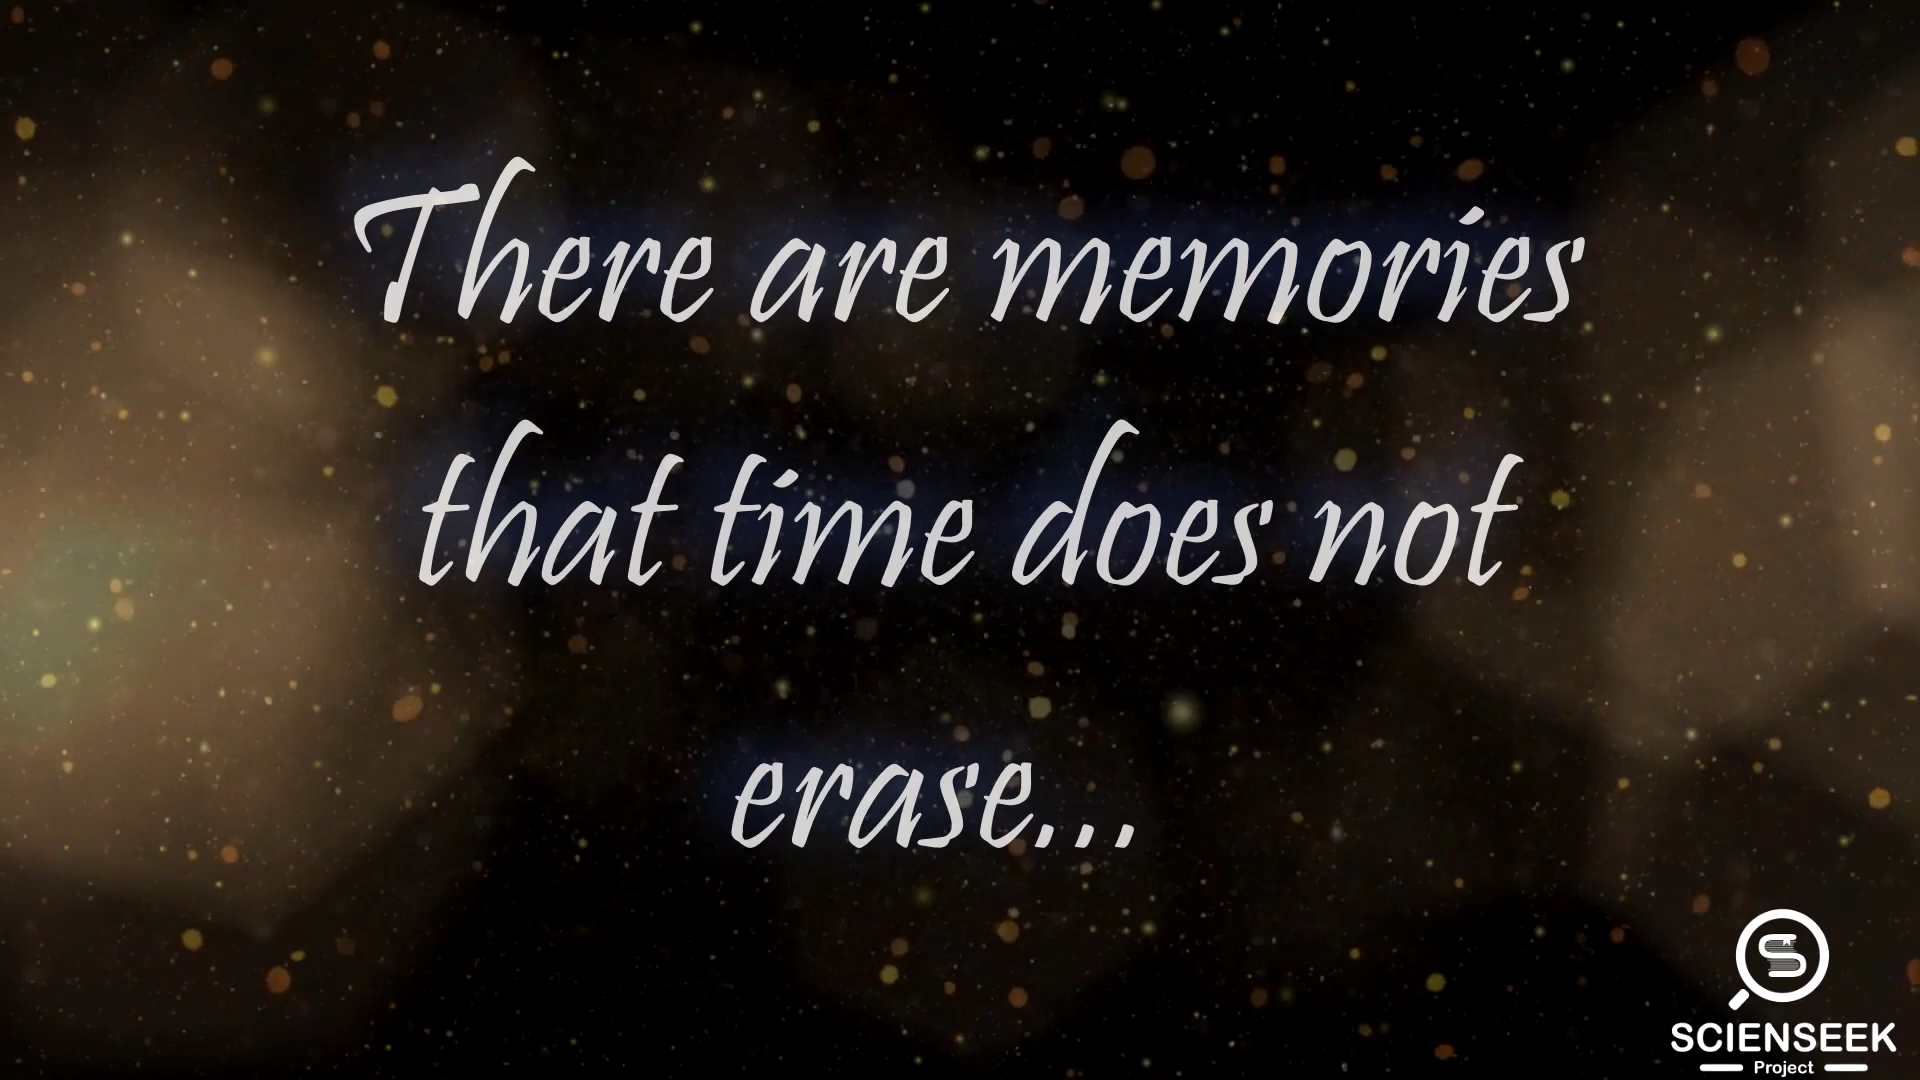 There are memories
that time does not
erase...
S
SCIENSEEK
Project